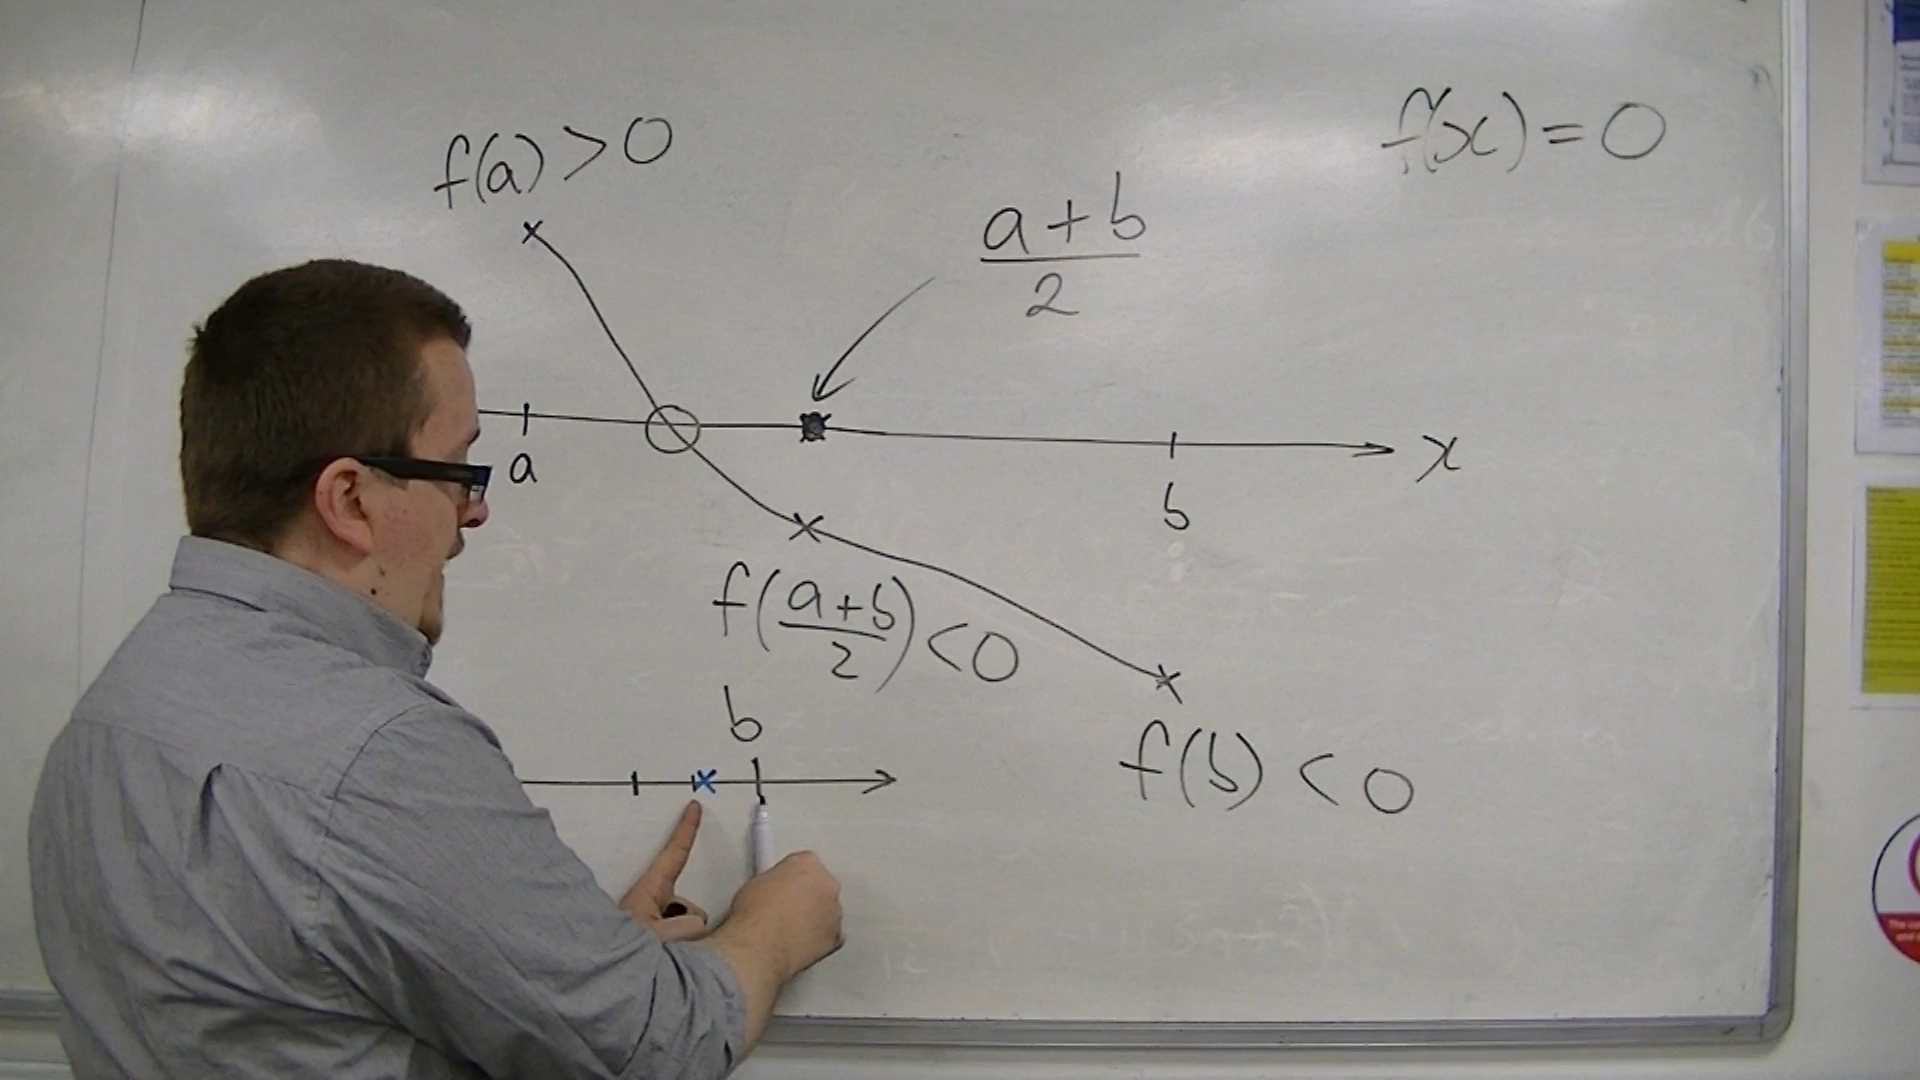 f(a) > 0
f(x) = 0
a + b
2
a
x
b
f(a+b/2) < 0
b
f(b) < 0